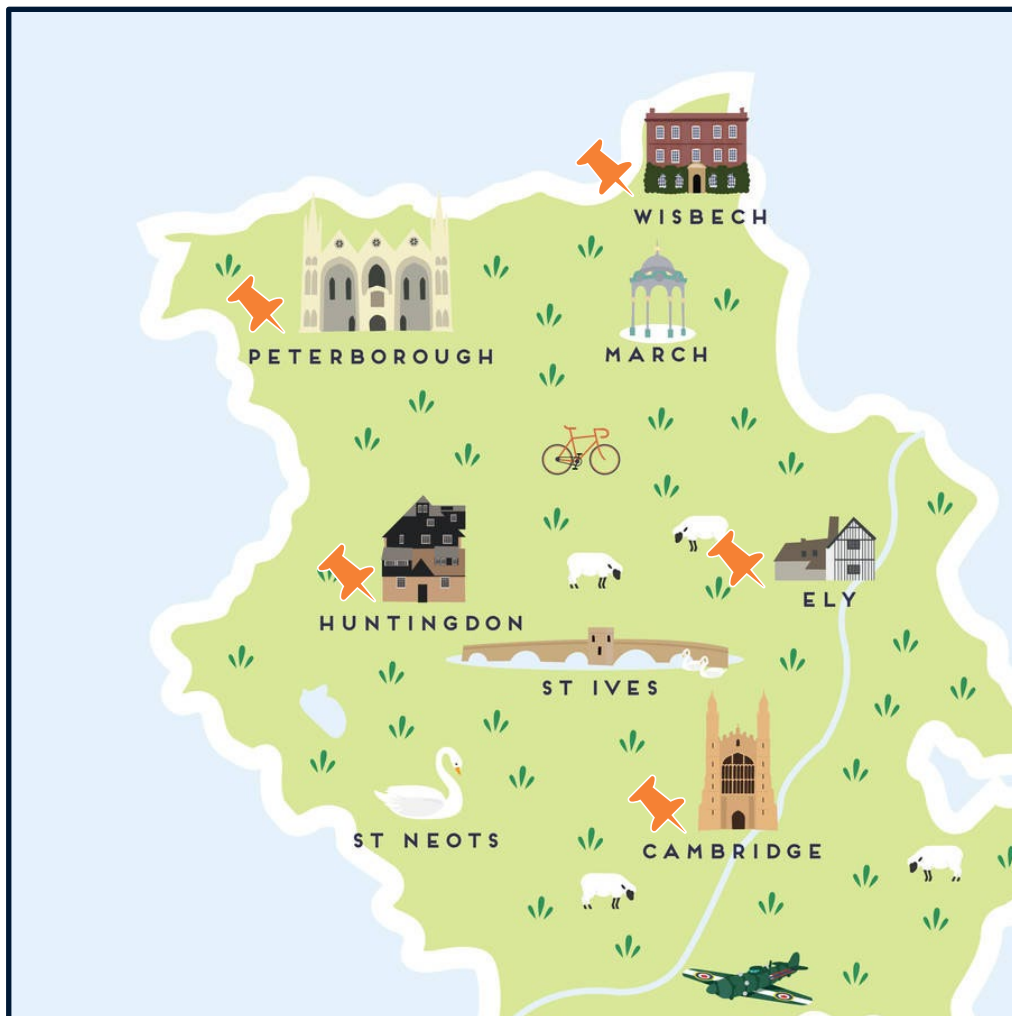 WISBECH
PETERBOROUGH
MARCH
HUNTINGDON
ELY
ST IVES
ST NEOTS
CAMBRIDGE